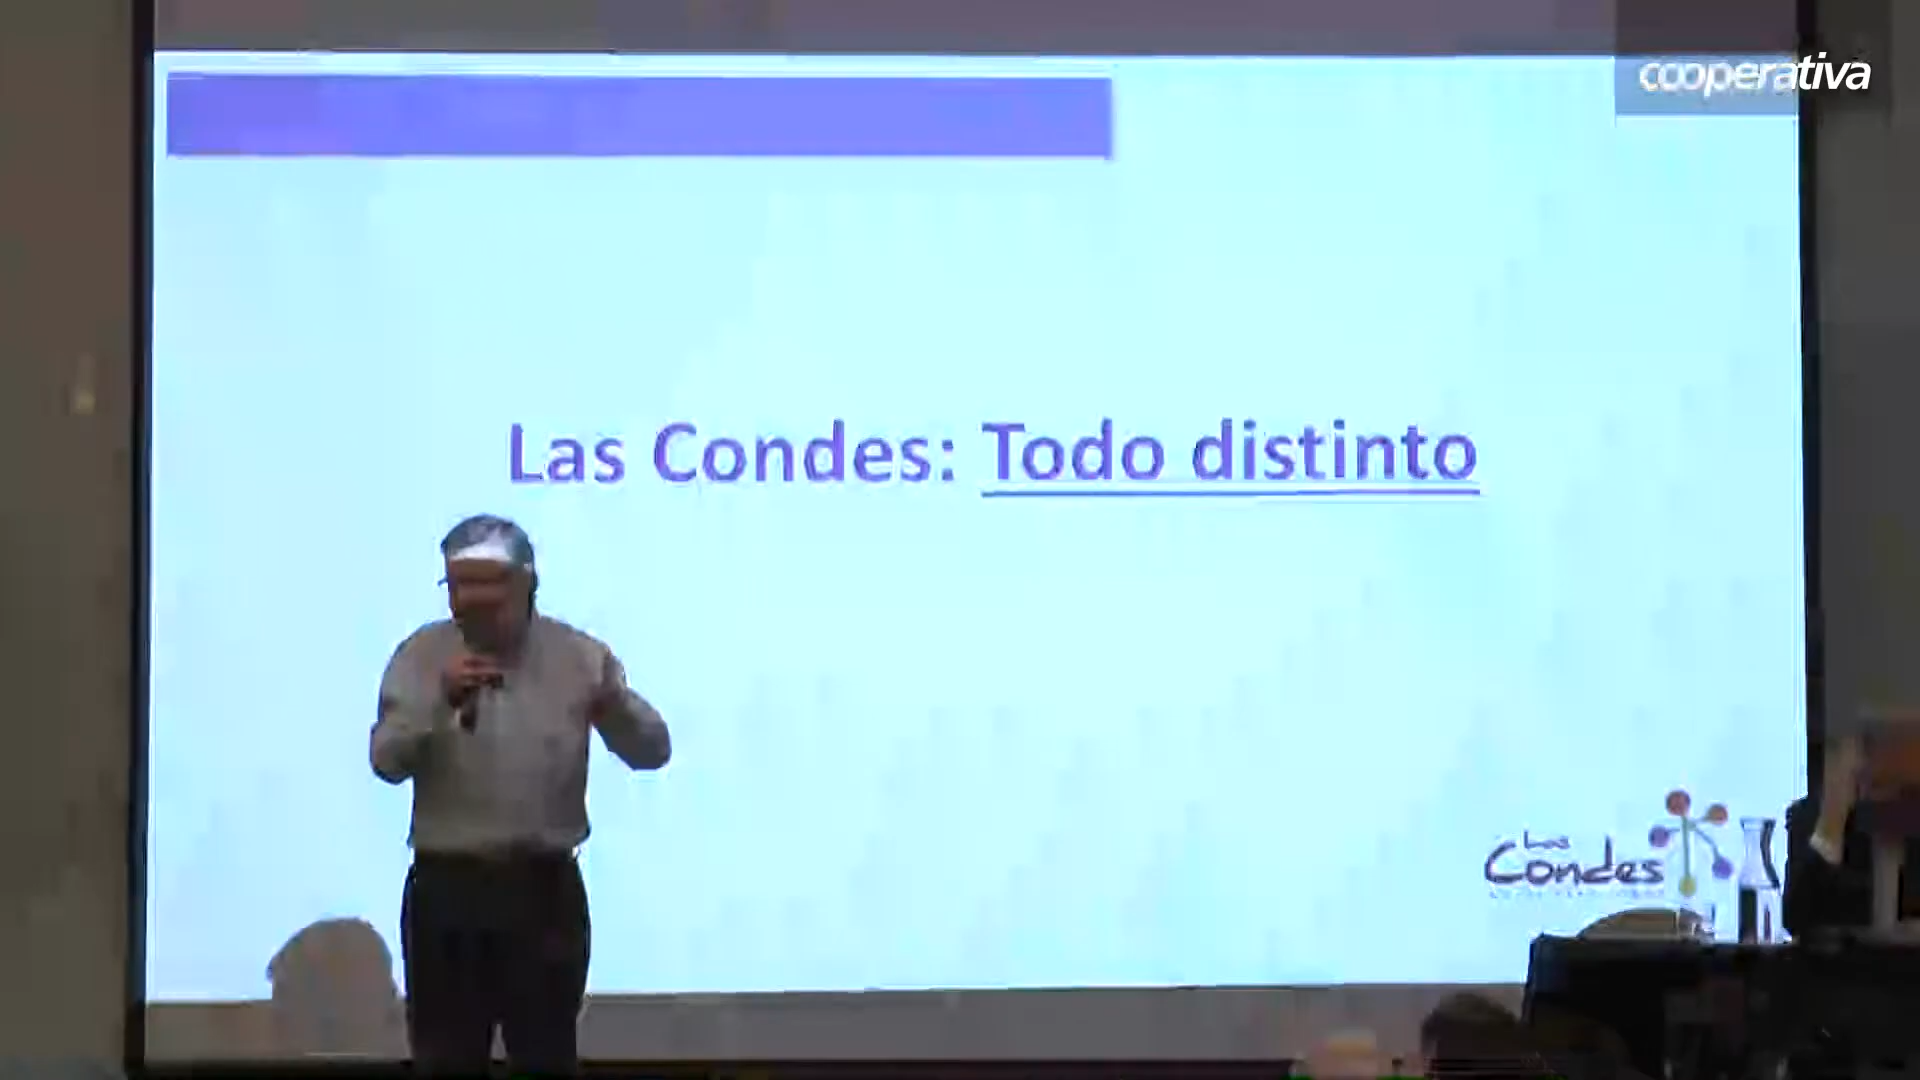 cooperativa
Las Condes: Todo distinto
Las
Condes